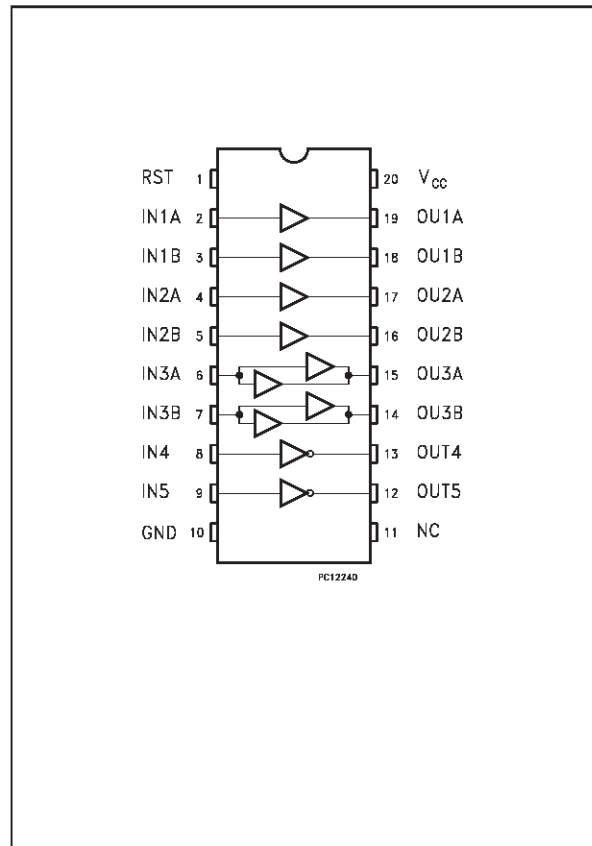 RST 1 20 VCC
IN1A 2 19 OU1A
IN1B 3 18 OU1B
IN2A 4 17 OU2A
IN2B 5 16 OU2B
IN3A 6 15 OU3A
IN3B 7 14 OU3B
IN4 8 13 OUT4
IN5 9 12 OUT5
GND 10 11 NC
PC12240